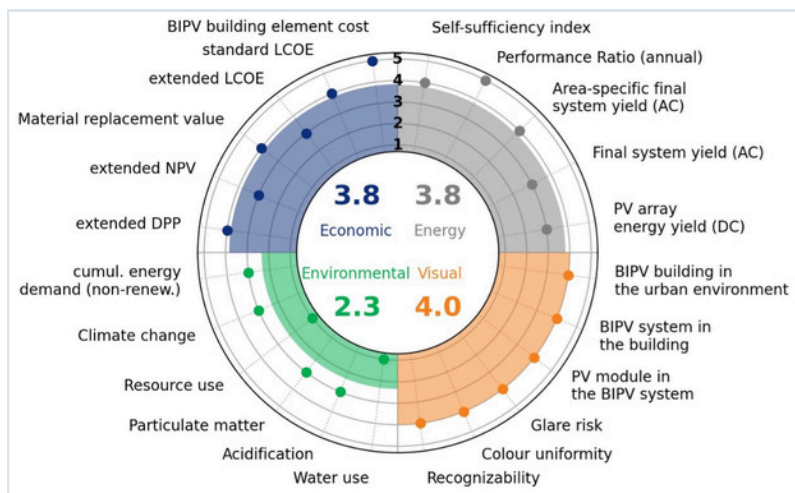 BIPV building element cost
standard LCOE
extended LCOE
Material replacement value
extended NPV
extended DPP
Self-sufficiency index
Performance Ratio (annual)
Area-specific final
system yield (AC)
Final system yield (AC)
PV array
energy yield (DC)
5
4
3
2
1
3.8
Economic
3.8
Energy
Environmental
2.3
Visual
4.0
cumul. energy
demand (non-renew.)
Climate change
Resource use
Particulate matter
Acidification
Water use
BIPV building in
the urban environment
BIPV system in
the building
PV module in
the BIPV system
Glare risk
Colour uniformity
Recognizability